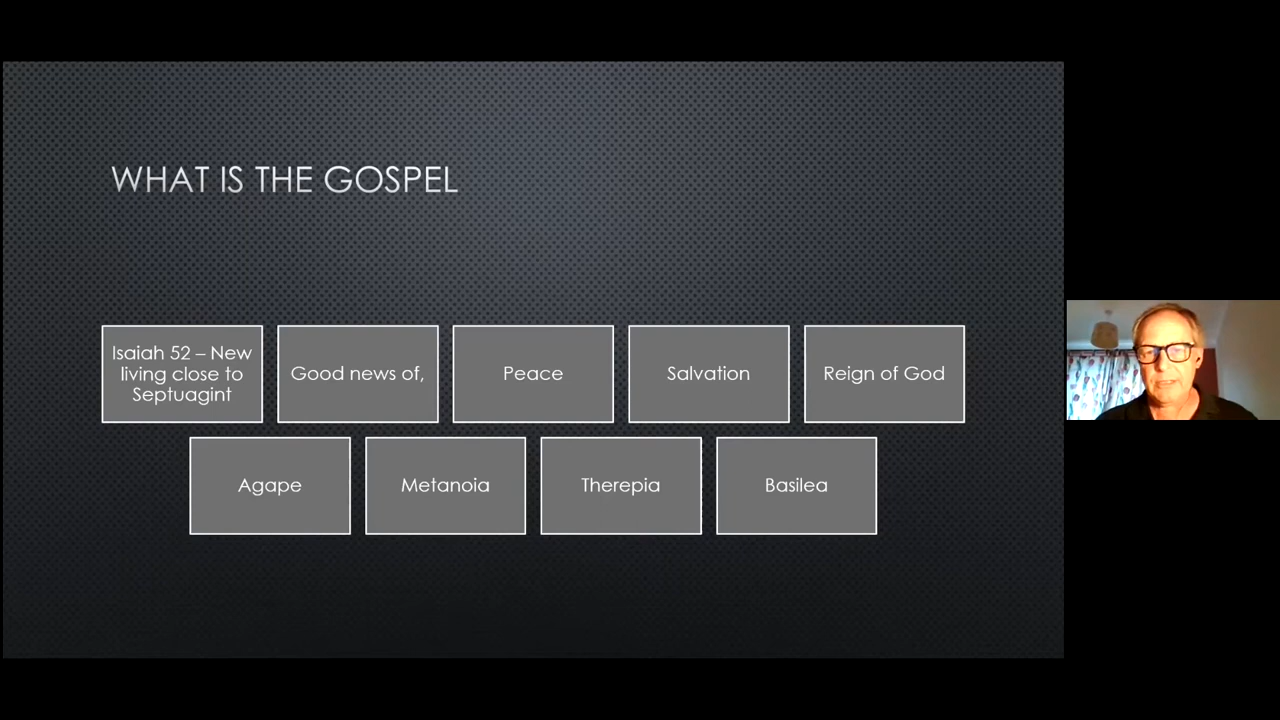 WHAT IS THE GOSPEL
Isaiah 52 – New
living close to
Septuagint
Good news of,
Peace
Salvation
Reign of God
Agape
Metanoia
Therepia
Basilea